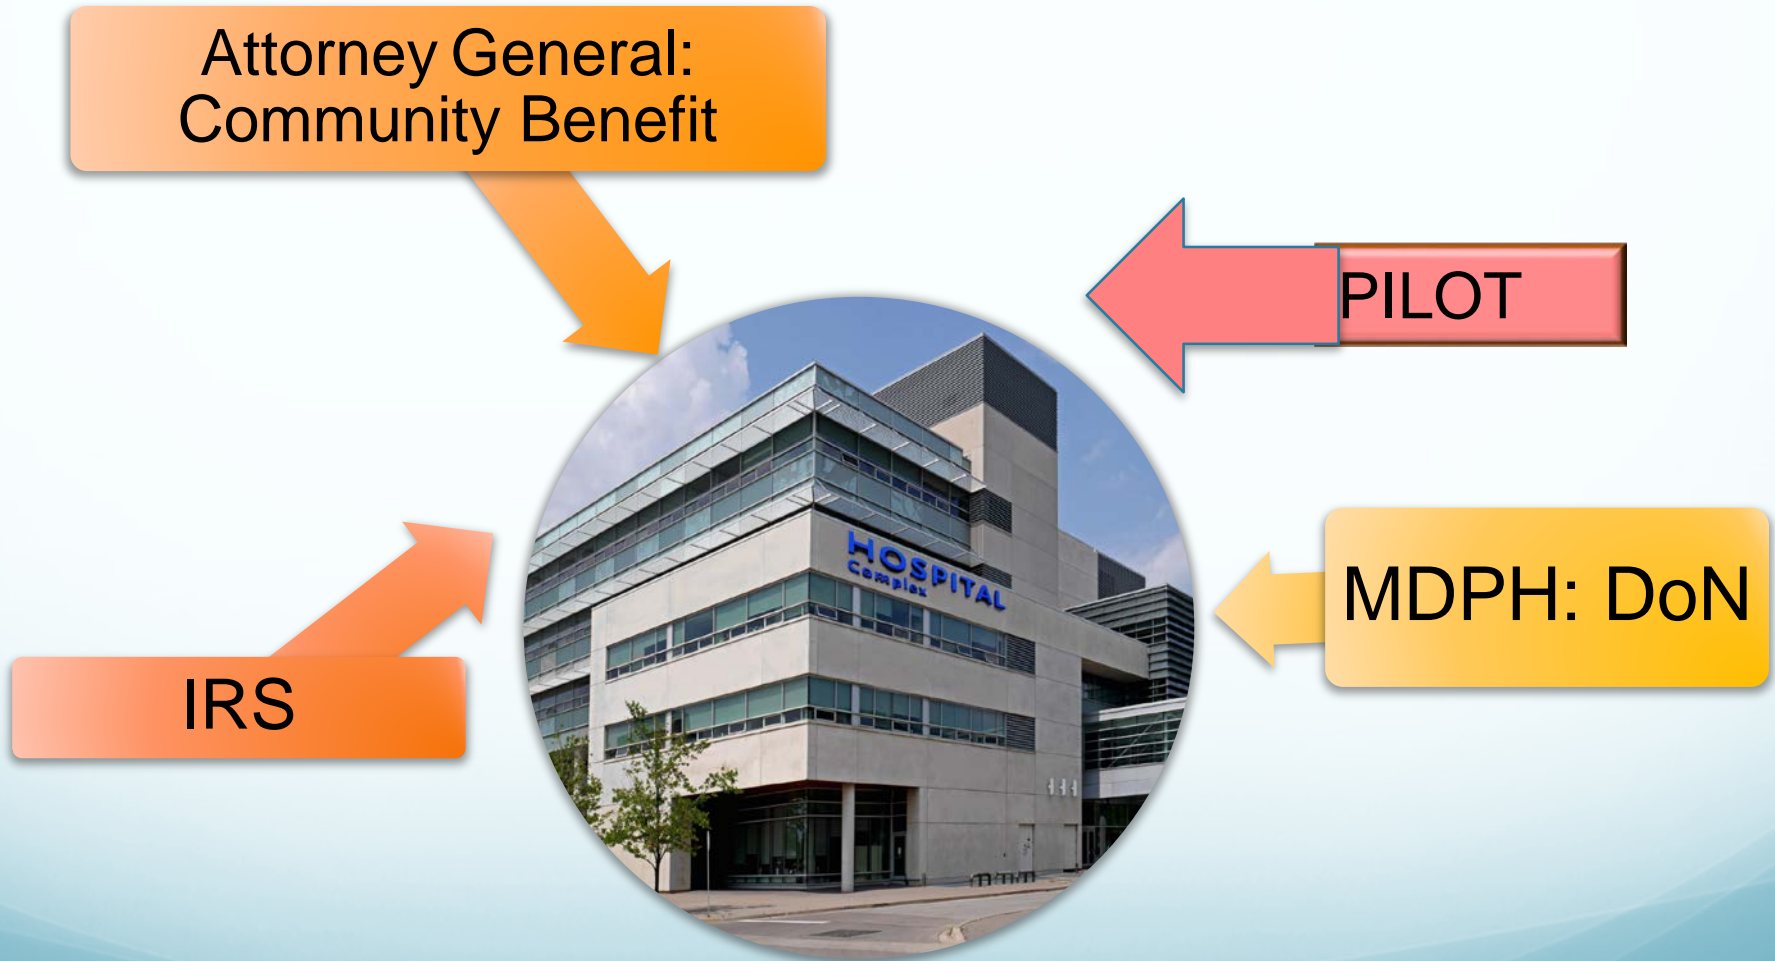 Attorney General:
Community Benefit
PILOT
HOSPITAL
Complex
MDPH: DoN
IRS